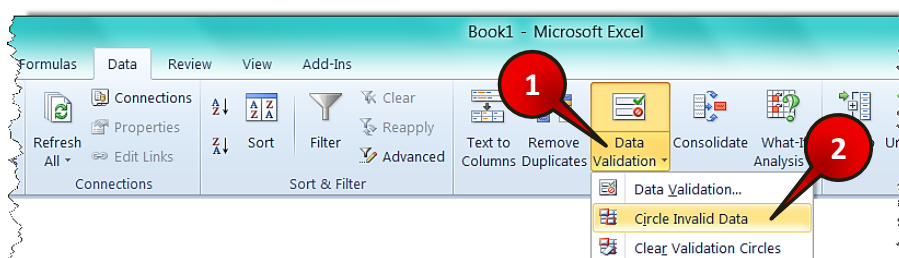 Book1 - Microsoft Excel
Formulas Data Review View Add-Ins
Refresh
All
Connections
Properties
Edit Links
Connections
Sort
Filter
Clear
Reapply
Advanced
Sort & Filter
Text to
Columns
Remove
Duplicates
Data
Validation
Consolidate
What-I
Analysis
1
2
Data Validation...
Circle Invalid Data
Clear Validation Circles